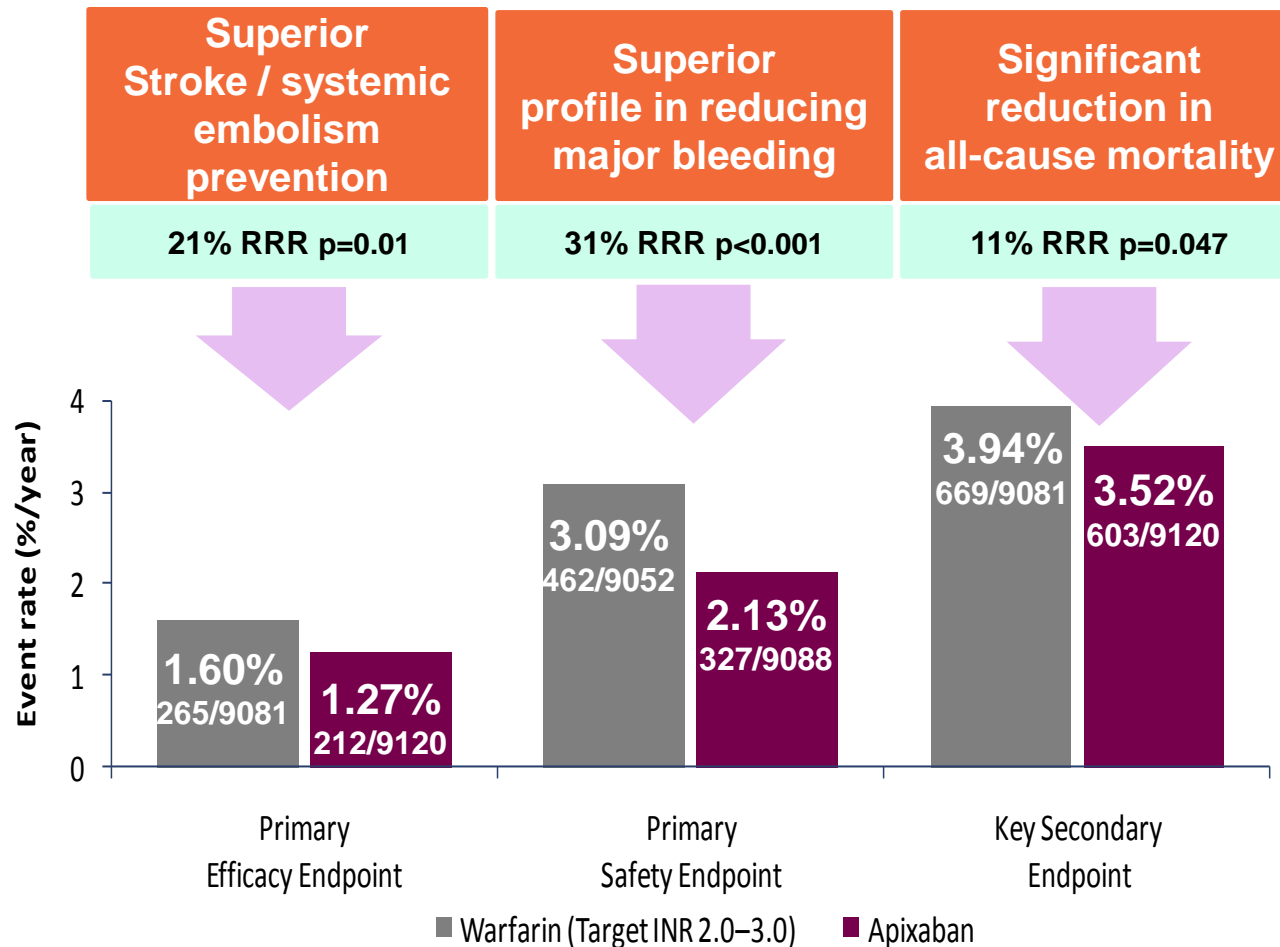 Superior
Stroke / systemic
embolism
prevention
Superior
profile in reducing
major bleeding
Significant
reduction in
all-cause mortality
21% RRR p=0.01
31% RRR p<0.001
11% RRR p=0.047
Event rate (%/year)
4
3
2
1
0
1.60%
265/9081
1.27%
212/9120
3.09%
462/9052
2.13%
327/9088
3.94%
669/9081
3.52%
603/9120
Primary
Efficacy Endpoint
Primary
Safety Endpoint
Key Secondary
Endpoint
Warfarin (Target INR 2.0–3.0)
Apixaban